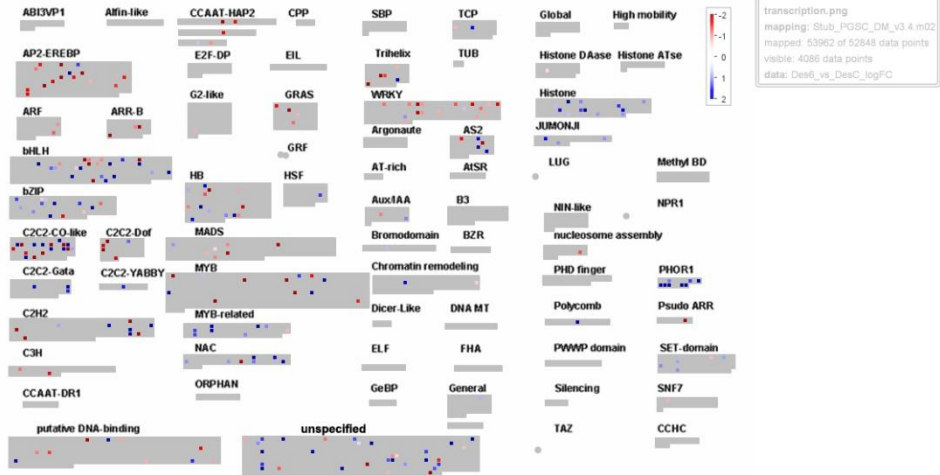 ABI3VP1
Alfin-like
CCAAT-HAP2
CPP
SBP
TCP
Global
High mobility
-2
-1
0
1
2
transcription.png
mapping: Stub_PGSC_DM_v3.4.m02
mapped: 53962 of 52848 data points
visible: 4086 data points
data: Des6_vs_DesC_logFC
AP2-EREBP
E2F-DP
EIL
Trihelix
TUB
Histone DAase
Histone ATse
G2-like
GRAS
WRKY
Histone
ARF
ARR-B
Argonaute
AS2
JUMONJI
bHLH
GRF
AT-rich
AtSR
LUG
Methyl BD
HB
HSF
bZIP
Aux/IAA
B3
NIN-like
NPR1
C2C2-CO-like
C2C2-Dof
MADS
Bromodomain
BZR
nucleosome assembly
C2C2-Gata
C2C2-YABBY
MYB
Chromatin remodeling
PHD finger
PHOR1
C2H2
MYB-related
Dicer-Like
DNA MT
Polycomb
Psudo ARR
C3H
NAC
ELF
FHA
PWWP domain
SET-domain
CCAAT-DR1
ORPHAN
GeBP
General
Silencing
SNF7
putative DNA-binding
unspecified
TAZ
CCHC